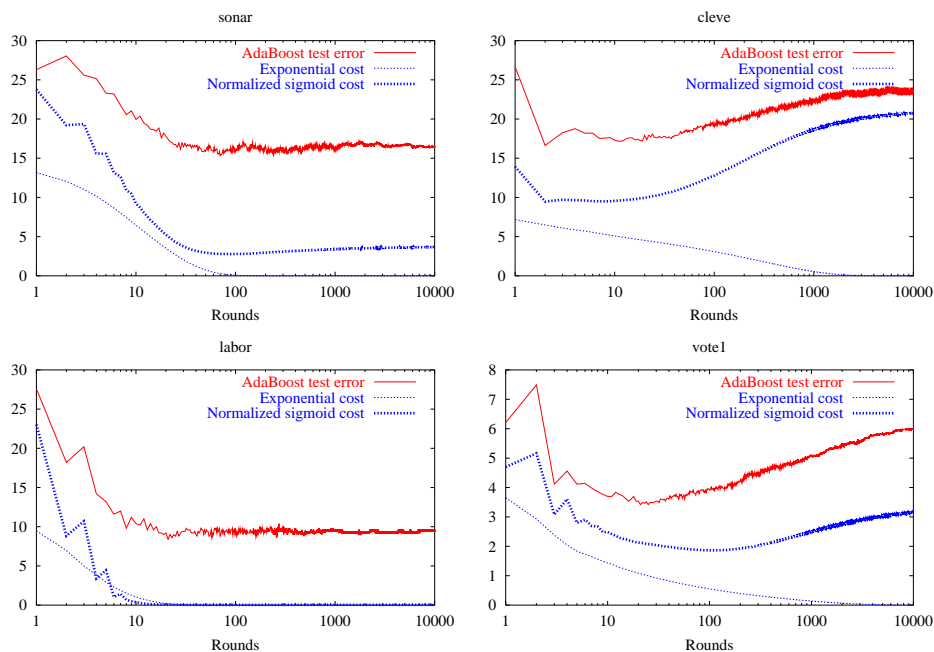 sonar
30
25
20
15
10
5
0
AdaBoost test error
Exponential cost
Normalized sigmoid cost
1 10 100 1000 10000
Rounds
cleve
30
25
20
15
10
5
0
AdaBoost test error
Exponential cost
Normalized sigmoid cost
1 10 100 1000 10000
Rounds
labor
30
25
20
15
10
5
0
AdaBoost test error
Exponential cost
Normalized sigmoid cost
1 10 100 1000 10000
Rounds
vote1
8
7
6
5
4
3
2
1
0
AdaBoost test error
Exponential cost
Normalized sigmoid cost
1 10 100 1000 10000
Rounds